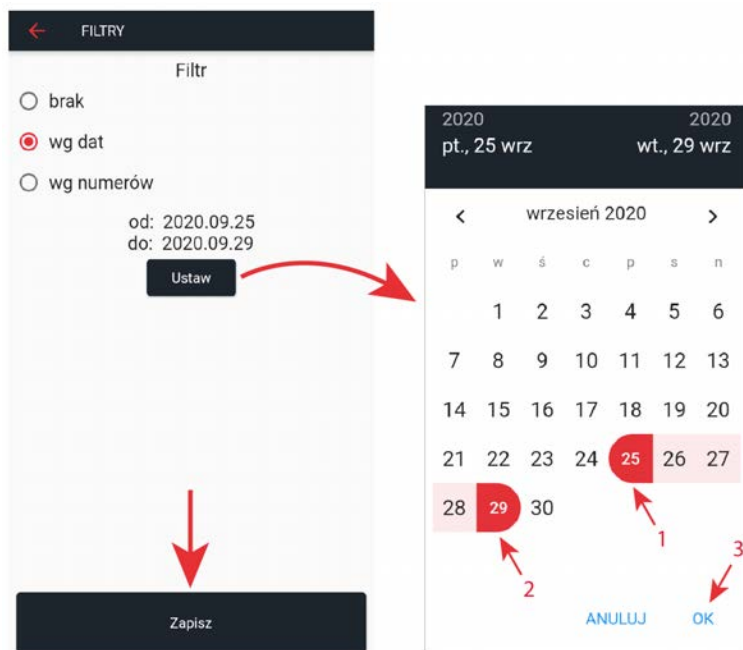 FILTRY
Filtr
brak
wg dat
wg numerów
od: 2020.09.25
do: 2020.09.29
Ustaw
Zapisz
2020 2020
pt., 25 wrz wt., 29 wrz
< wrzesień 2020 >
p w ś c p s n
1 2 3 4 5 6
7 8 9 10 11 12 13
14 15 16 17 18 19 20
21 22 23 24 25 26 27
28 29 30
1
2
3
ANULUJ OK